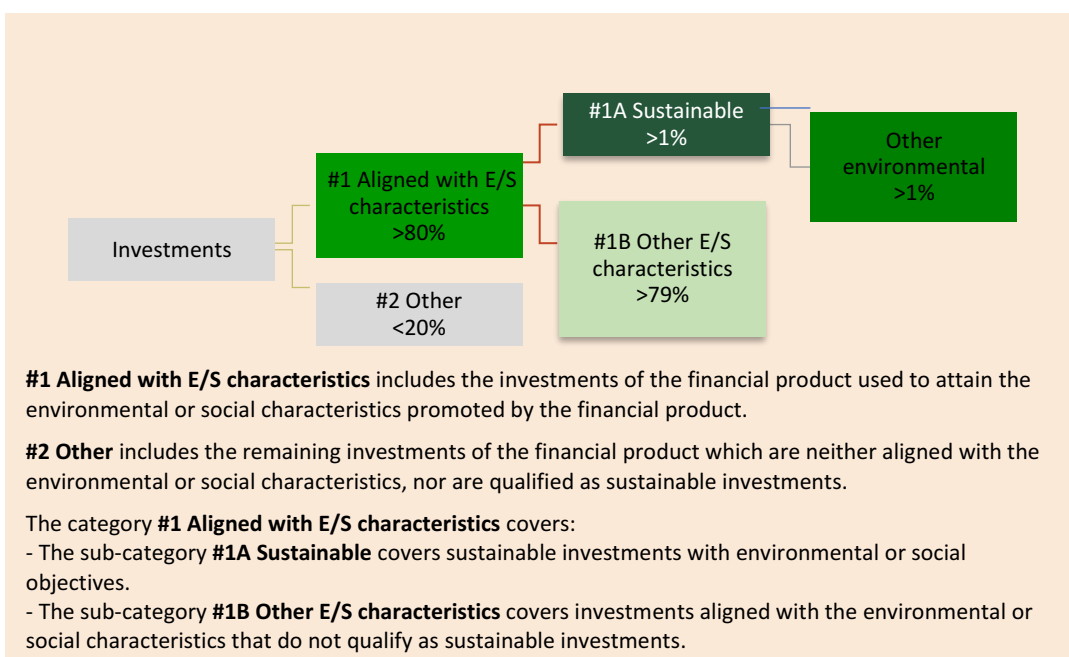 #1A Sustainable
>1%
Other
environmental
>1%
#1 Aligned with E/S
characteristics
>80%
Investments
#1B Other E/S
characteristics
>79%
#2 Other
<20%
#1 Aligned with E/S characteristics includes the investments of the financial product used to attain the
environmental or social characteristics promoted by the financial product.
#2 Other includes the remaining investments of the financial product which are neither aligned with the
environmental or social characteristics, nor are qualified as sustainable investments.
The category #1 Aligned with E/S characteristics covers:
- The sub-category #1A Sustainable covers sustainable investments with environmental or social
objectives.
- The sub-category #1B Other E/S characteristics covers investments aligned with the environmental or
social characteristics that do not qualify as sustainable investments.